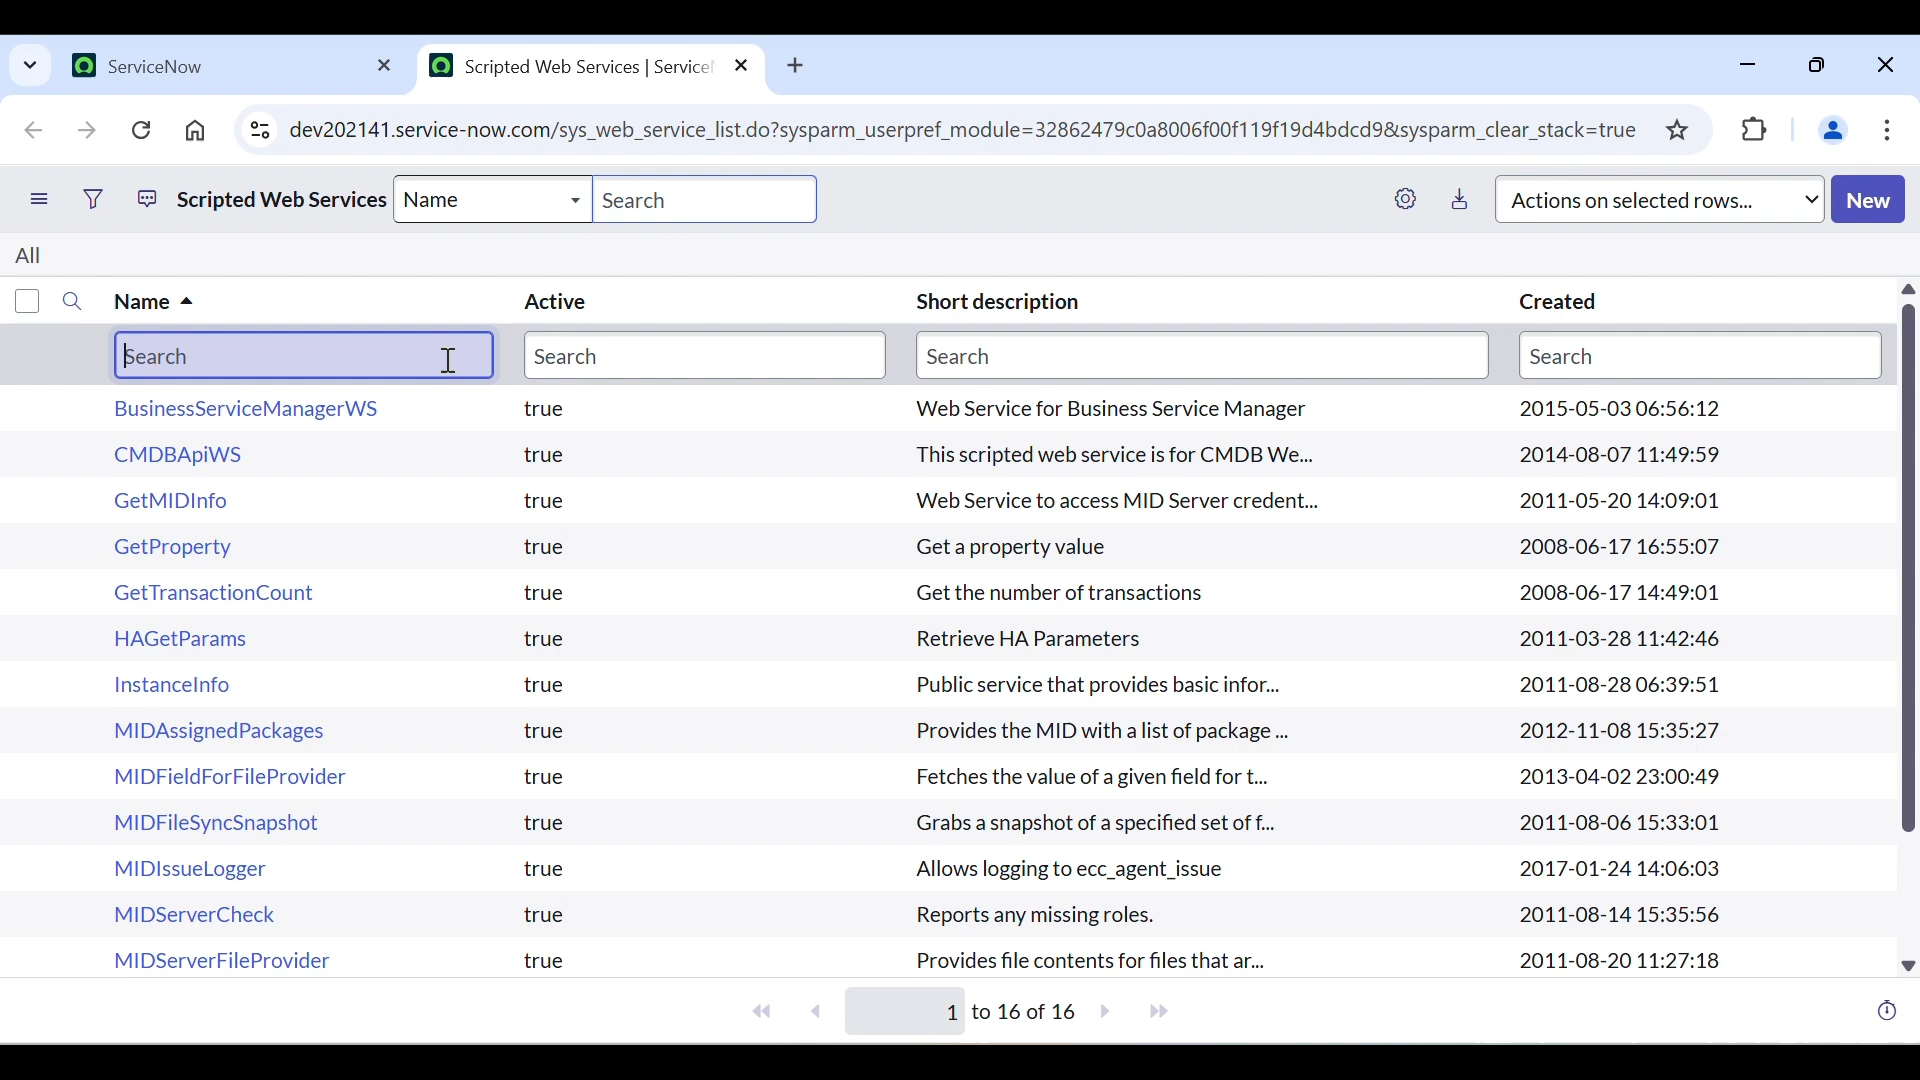 ServiceNow
Scripted Web Services | Service
dev202141.service-now.com/sys_web_service_list.do?sysparm_userpref_module=32862479c0a8006f00f119f19d4bdcd9&sysparm_clear_stack=true
Scripted Web Services Name Search Actions on selected rows... New
All
Name Active Short description Created
Search Search Search Search
BusinessServiceManagerWS true Web Service for Business Service Manager 2015-05-03 06:56:12
CMDBApiWS true This scripted web service is for CMDB We... 2014-08-07 11:49:59
GetMIDInfo true Web Service to access MID Server credent... 2011-05-20 14:09:01
GetProperty true Get a property value 2008-06-17 16:55:07
GetTransactionCount true Get the number of transactions 2008-06-17 14:49:01
HAGetParams true Retrieve HA Parameters 2011-03-28 11:42:46
InstanceInfo true Public service that provides basic infor... 2011-08-28 06:39:51
MIDAssignedPackages true Provides the MID with a list of package ... 2012-11-08 15:35:27
MIDFieldForFileProvider true Fetches the value of a given field for t... 2013-04-02 23:00:49
MIDFileSyncSnapshot true Grabs a snapshot of a specified set of f... 2011-08-06 15:33:01
MIDIssueLogger true Allows logging to ecc_agent_issue 2017-01-24 14:06:03
MIDServerCheck true Reports any missing roles. 2011-08-14 15:35:56
MIDServerFileProvider true Provides file contents for files that ar... 2011-08-20 11:27:18
1 to 16 of 16